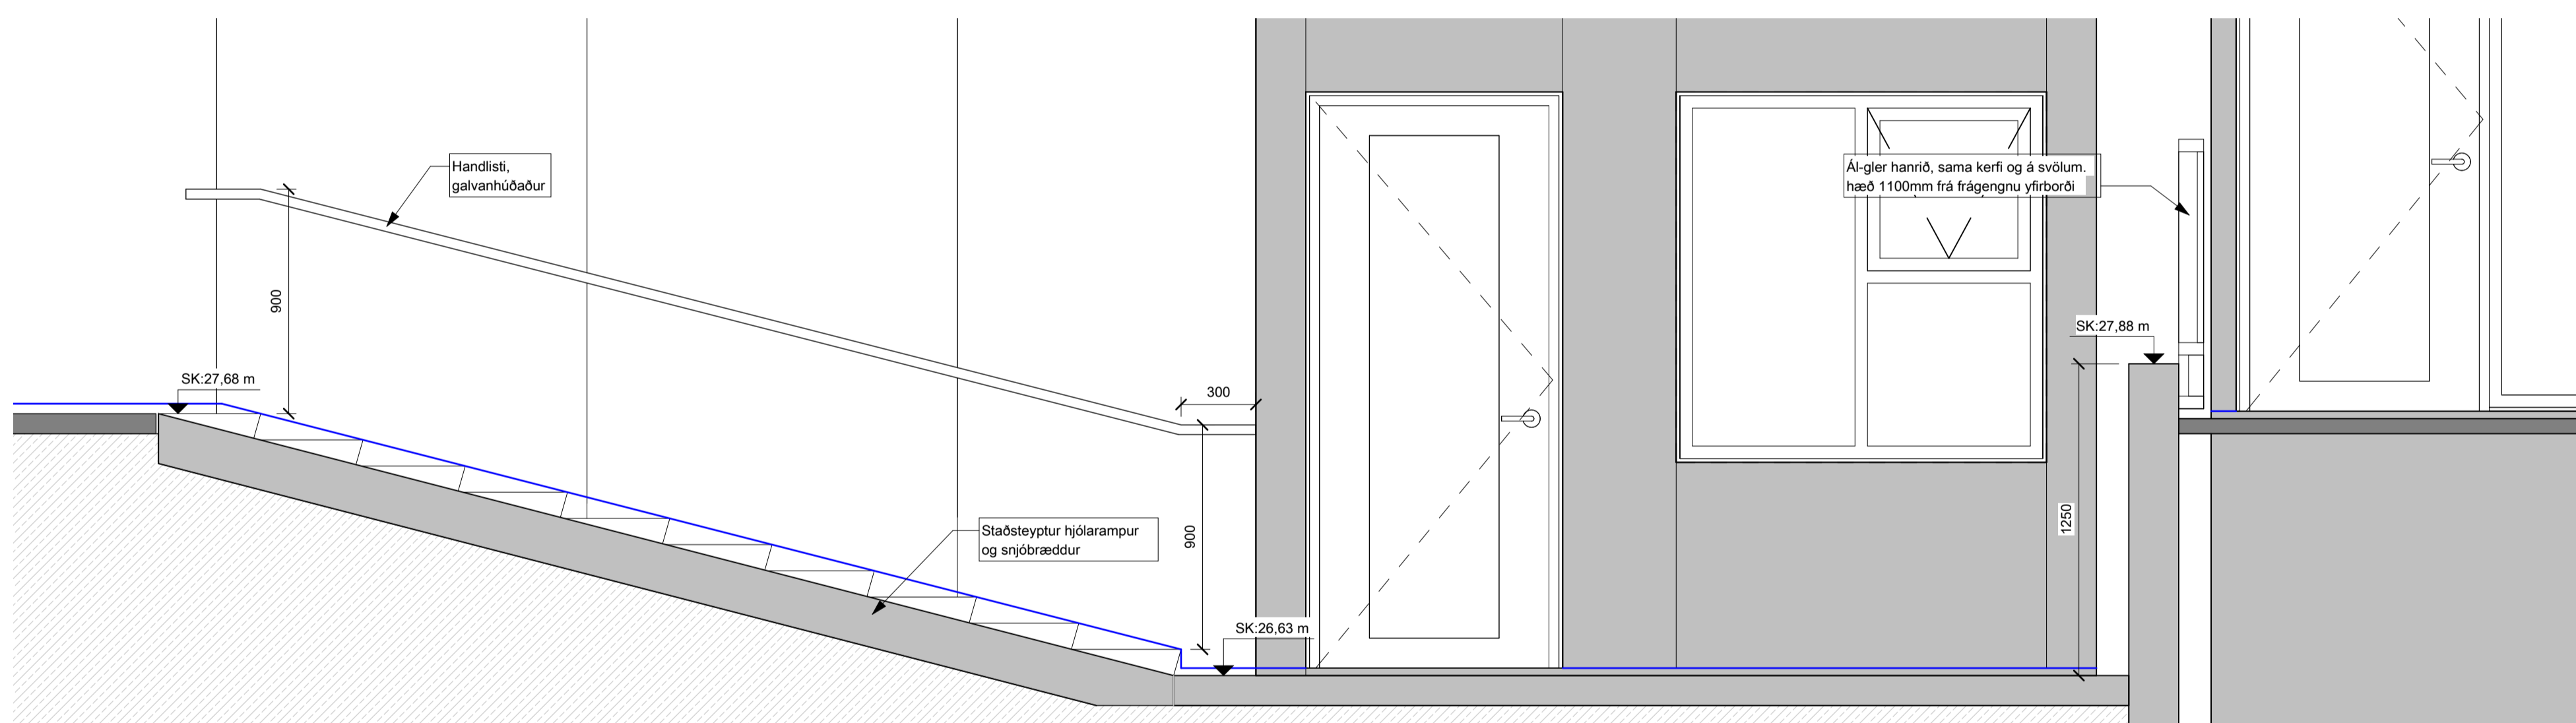 Handlisti,
galvanhúðaður
Ál-gler hanrið, sama kerfi og á svölum.
hæð 1100mm frá frágengnu yfirborði
900
SK:27,88 m
SK:27,68 m
300
900
1250
Staðsteyptur hjólarampur
og snjóbræddur
SK:26,63 m